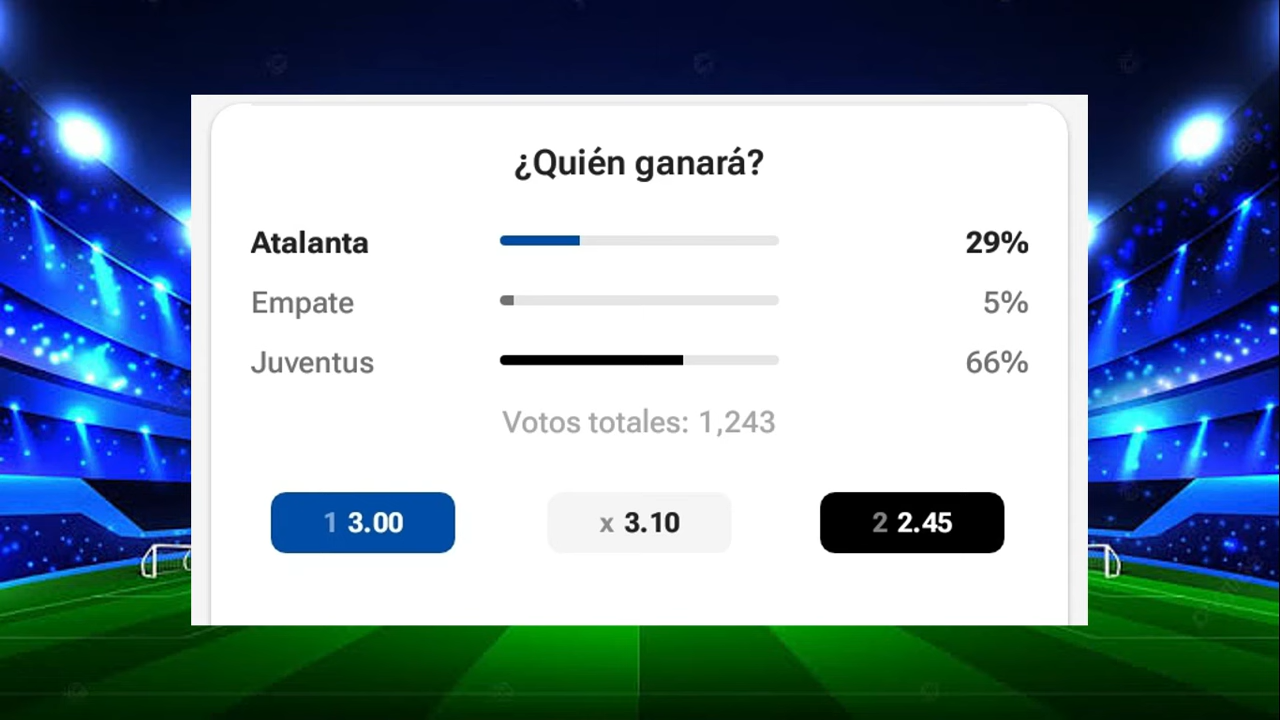 ¿Quién ganará?
Atalanta 29%
Empate 5%
Juventus 66%
Votos totales: 1,243
1 3.00 x 3.10 2 2.45